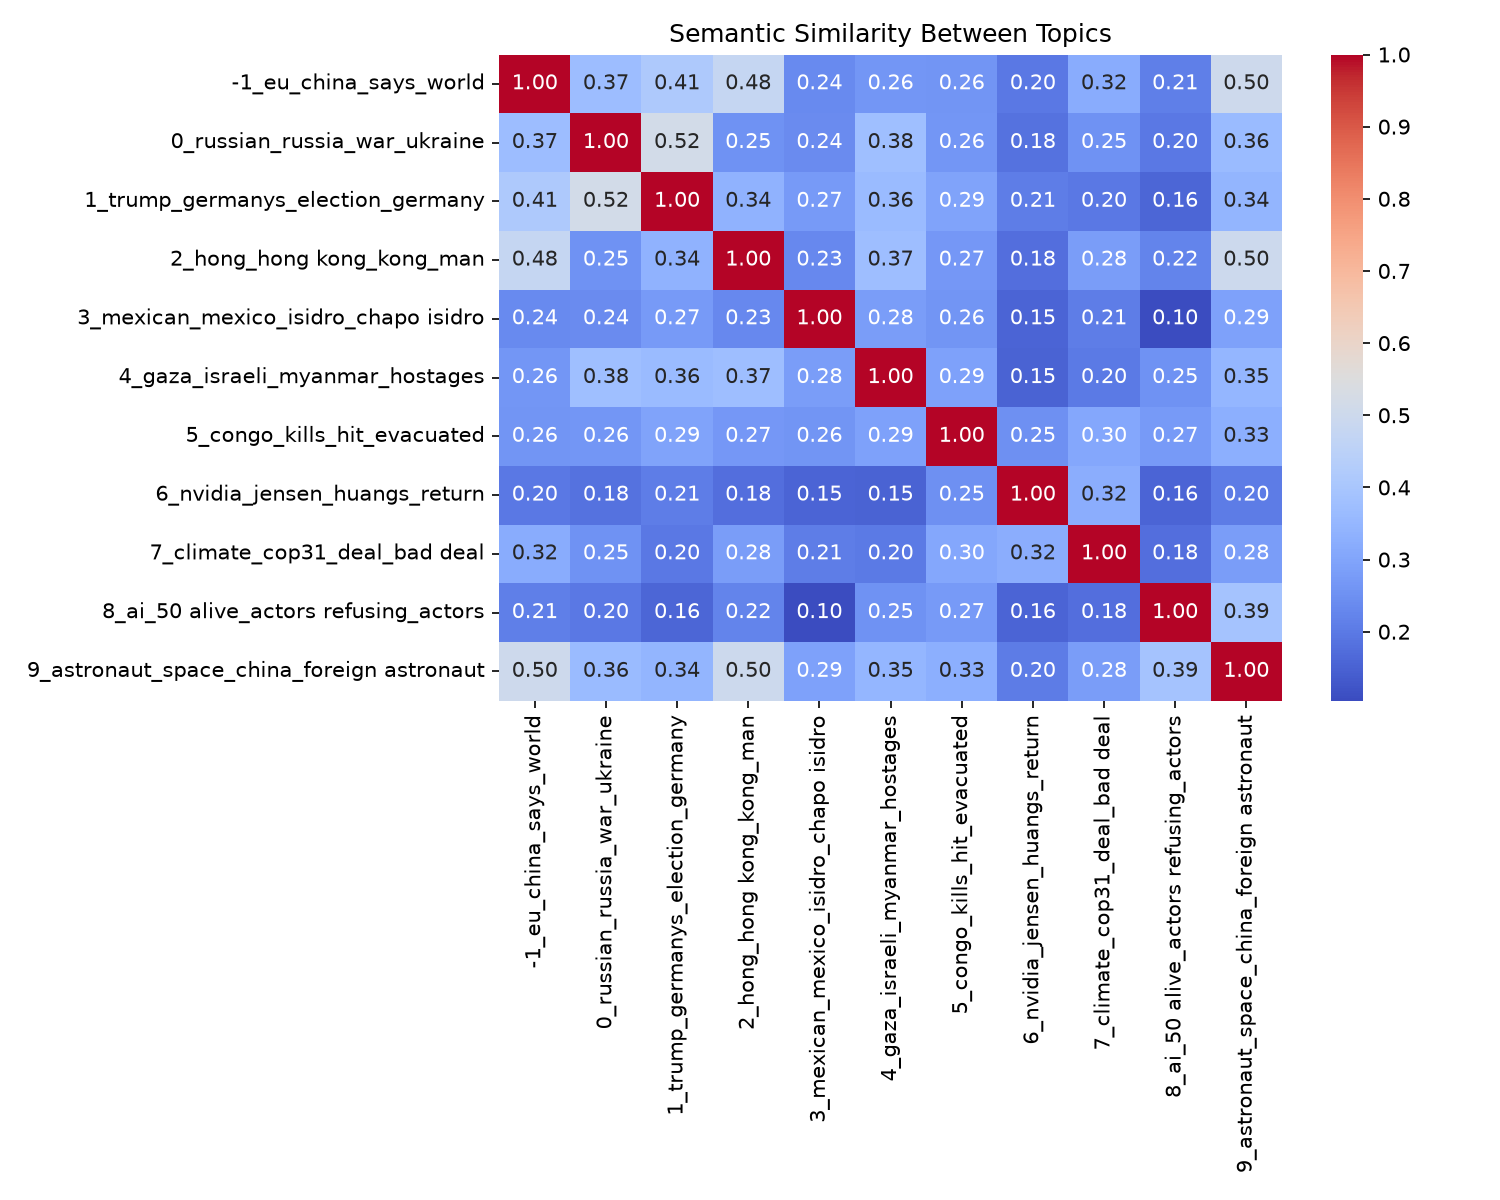 Semantic Similarity Between Topics
-1_eu_china_says_world 1.00 0.37 0.41 0.48 0.24 0.26 0.26 0.20 0.32 0.21 0.50
0_russian_russia_war_ukraine 0.37 1.00 0.52 0.25 0.24 0.38 0.26 0.18 0.25 0.20 0.36
1_trump_germanys_election_germany 0.41 0.52 1.00 0.34 0.27 0.36 0.29 0.21 0.20 0.16 0.34
2_hong_hong kong_kong_man 0.48 0.25 0.34 1.00 0.23 0.37 0.27 0.18 0.28 0.22 0.50
3_mexican_mexico_isidro_chapo isidro 0.24 0.24 0.27 0.23 1.00 0.28 0.26 0.15 0.21 0.10 0.29
4_gaza_israeli_myanmar_hostages 0.26 0.38 0.36 0.37 0.28 1.00 0.29 0.15 0.20 0.25 0.35
5_congo_kills_hit_evacuated 0.26 0.26 0.29 0.27 0.26 0.29 1.00 0.25 0.30 0.27 0.33
6_nvidia_jensen_huangs_return 0.20 0.18 0.21 0.18 0.15 0.15 0.25 1.00 0.32 0.16 0.20
7_climate_cop31_deal_bad deal 0.32 0.25 0.20 0.28 0.21 0.20 0.30 0.32 1.00 0.18 0.28
8_ai_50 alive_actors refusing_actors 0.21 0.20 0.16 0.22 0.10 0.25 0.27 0.16 0.18 1.00 0.39
9_astronaut_space_china_foreign astronaut 0.50 0.36 0.34 0.50 0.29 0.35 0.33 0.20 0.28 0.39 1.00
-1_eu_china_says_world
0_russian_russia_war_ukraine
1_trump_germanys_election_germany
2_hong_hong kong_kong_man
3_mexican_mexico_isidro_chapo isidro
4_gaza_israeli_myanmar_hostages
5_congo_kills_hit_evacuated
6_nvidia_jensen_huangs_return
7_climate_cop31_deal_bad deal
8_ai_50 alive_actors refusing_actors
9_astronaut_space_china_foreign astronaut
1.0
0.9
0.8
0.7
0.6
0.5
0.4
0.3
0.2